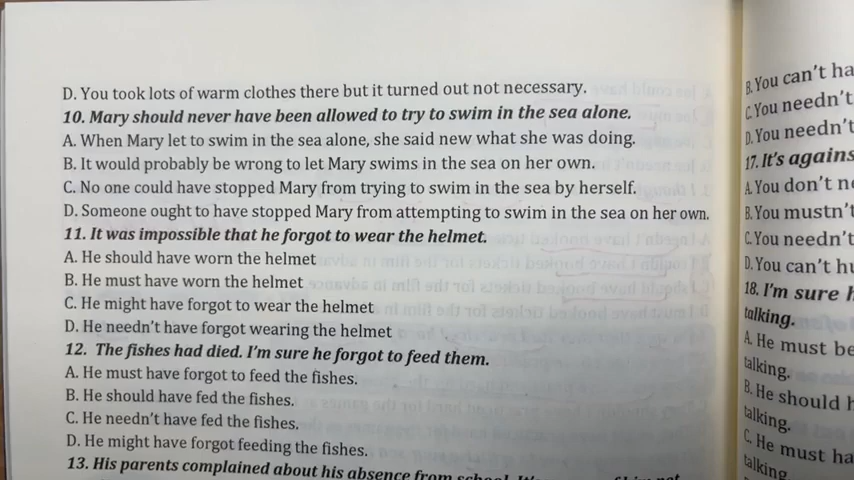 D. You took lots of warm clothes there but it turned out not necessary.
10. Mary should never have been allowed to try to swim in the sea alone.
A. When Mary let to swim in the sea alone, she said new what she was doing.
B. It would probably be wrong to let Mary swims in the sea on her own.
C. No one could have stopped Mary from trying to swim in the sea by herself.
D. Someone ought to have stopped Mary from attempting to swim in the sea on her own.
11. It was impossible that he forgot to wear the helmet.
A. He should have worn the helmet
B. He must have worn the helmet
C. He might have forgot to wear the helmet
D. He needn't have forgot wearing the helmet
12. The fishes had died. I'm sure he forgot to feed them.
A. He must have forgot to feed the fishes.
B. He should have fed the fishes.
C. He needn't have fed the fishes.
D. He might have forgot feeding the fishes.
13. His parents complained about his absence from school.
B. You can't ha
C. You needn't
D. You needn't
17. It's agains
A. You don't
B. You mustn't
C. You needn't
D. You can't
18. I'm sure
talking.
A. He must be
talking.
B. He should
talking.
C. He must ha
talking